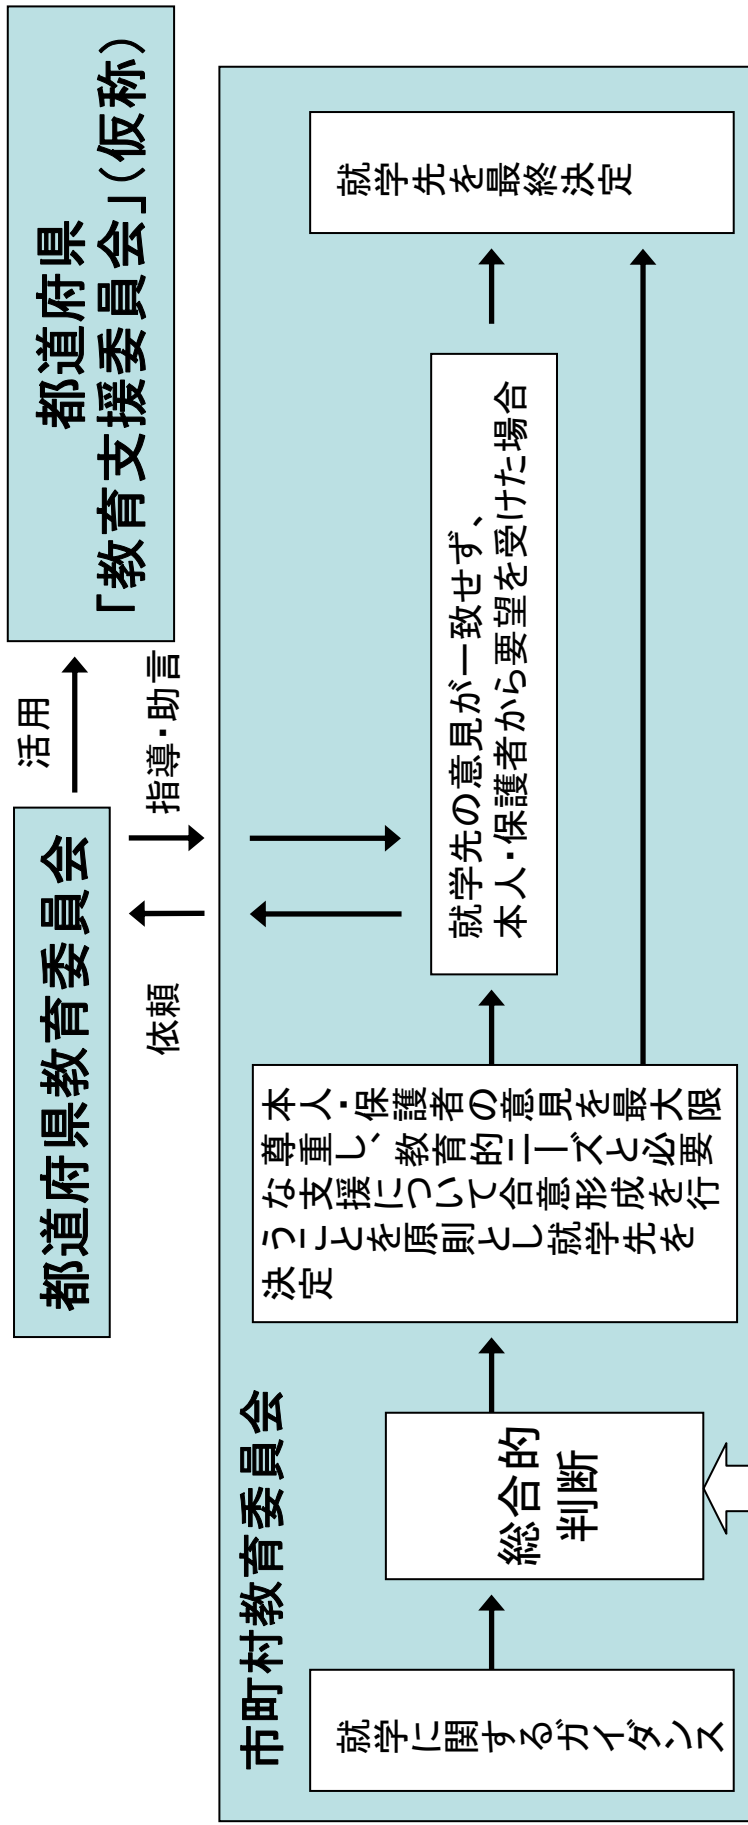 都道府県
「教育支援委員会」(仮称)
活用
都道府県教育委員会
指導・助言
依頼
市町村教育委員会
就学に関するガイダンス
総合的
判断
本人・保護者の意見を最大限
尊重し、教育的ニーズと必要
な支援について合意形成を行
うことを原則とし就学先を
決定
就学先の意見が一致せず、
本人・保護者から要望を受けた場合
就学先を最終決定